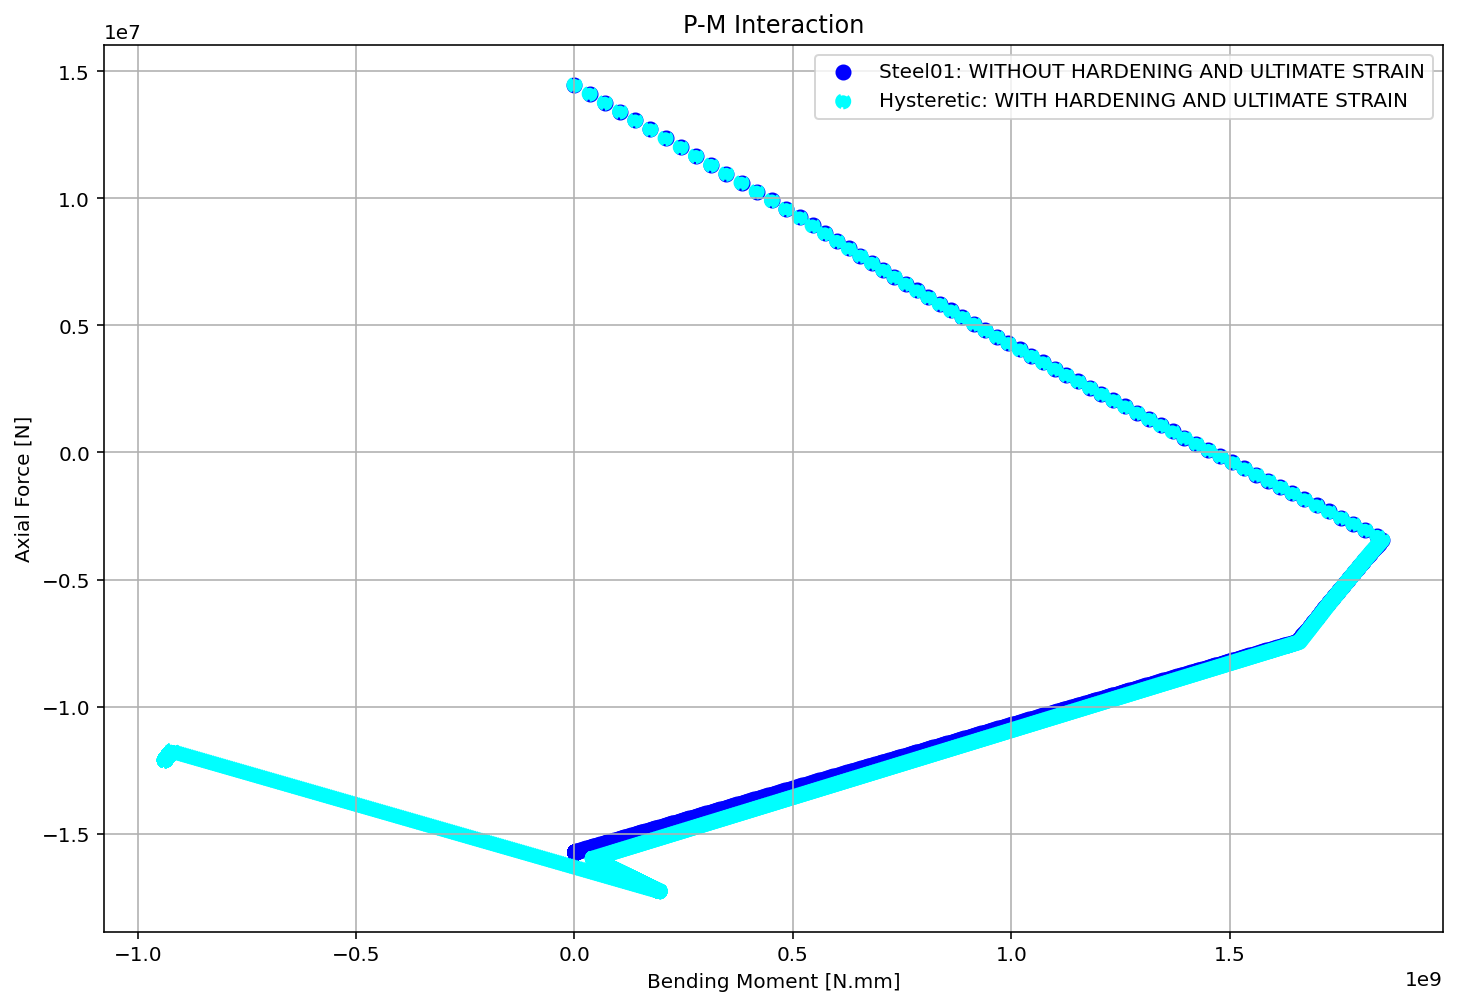 P-M Interaction
1e7
Steel01: WITHOUT HARDENING AND ULTIMATE STRAIN
Hysteretic: WITH HARDENING AND ULTIMATE STRAIN
1.5
1.0
0.5
0.0
−0.5
−1.0
−1.5
Axial Force [N]
−1.0
−0.5
0.0
0.5
1.0
1.5
Bending Moment [N.mm]
1e9